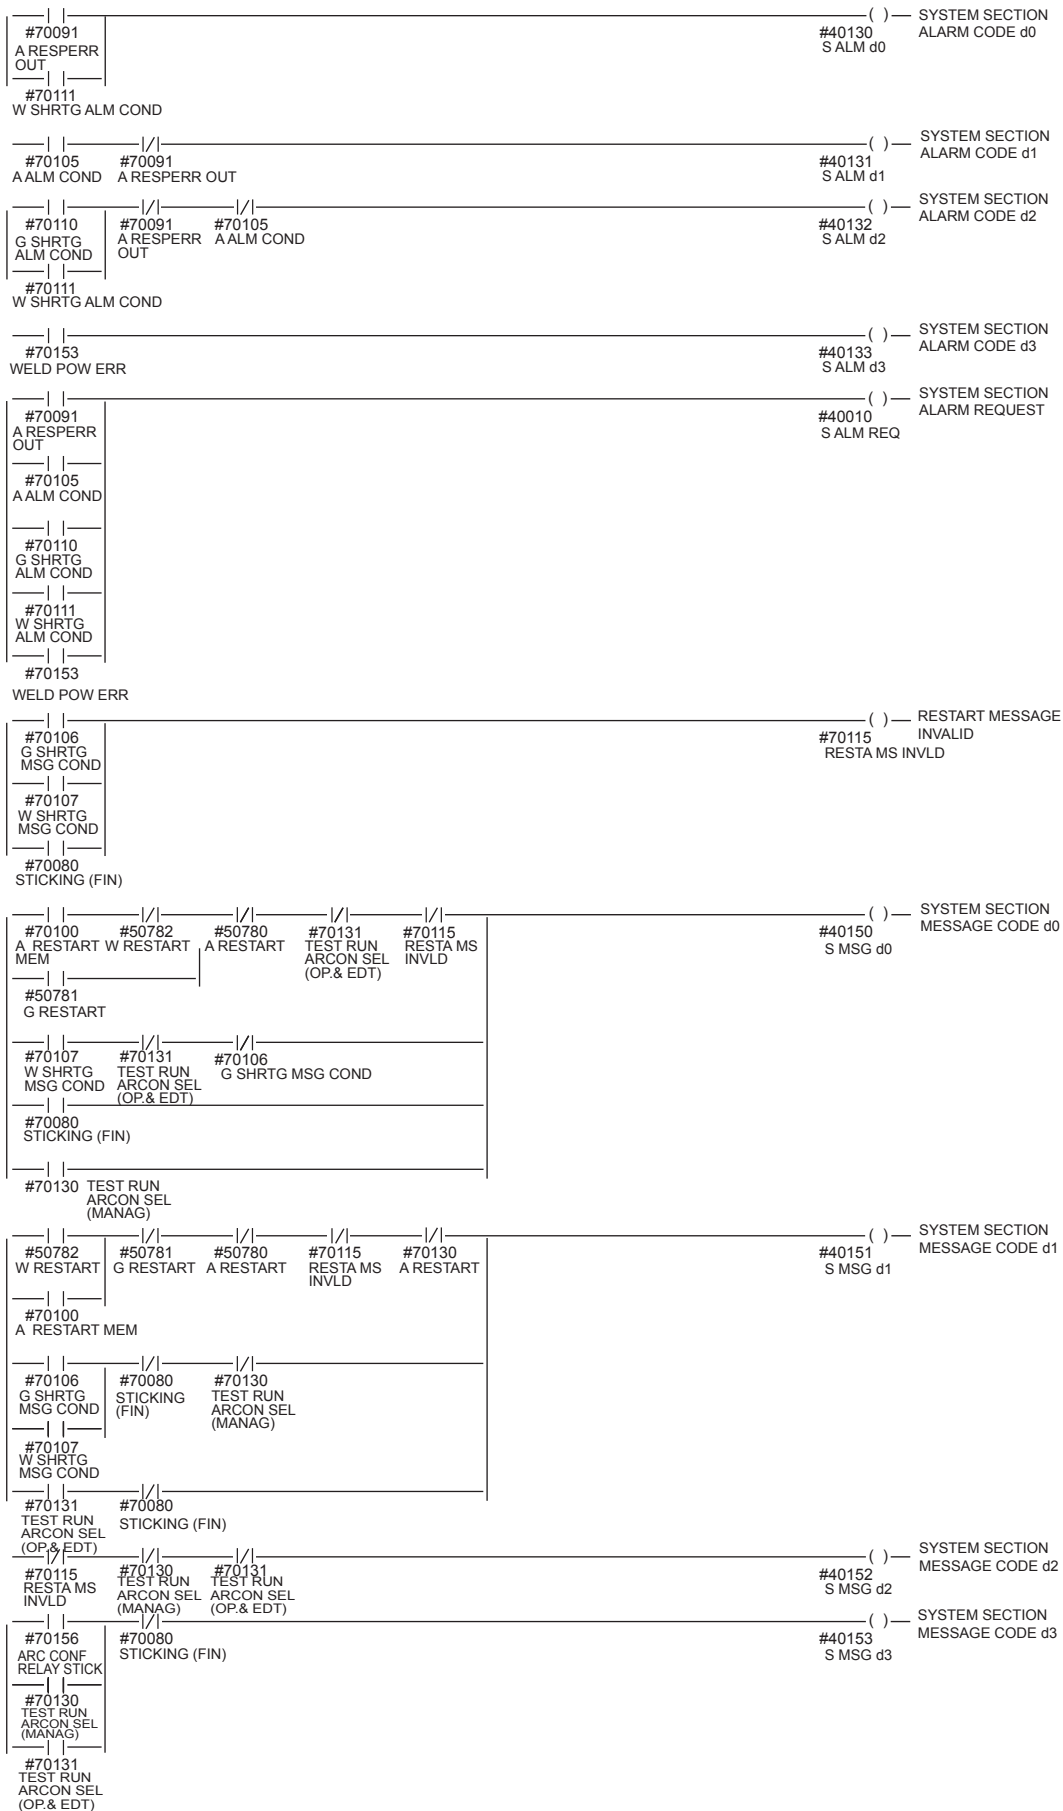 #70091
A RESPERR
OUT
#40130
S ALM d0
SYSTEM SECTION
ALARM CODE d0
#70111
W SHRTG ALM COND
#70105
A ALM COND
#70091
A RESPERR OUT
#40131
S ALM d1
SYSTEM SECTION
ALARM CODE d1
#70110
G SHRTG
ALM COND
#70091
A RESPERR
OUT
#70105
A ALM COND
#40132
S ALM d2
SYSTEM SECTION
ALARM CODE d2
#70111
W SHRTG ALM COND
#70153
WELD POW ERR
#40133
S ALM d3
SYSTEM SECTION
ALARM CODE d3
#70091
A RESPERR
OUT
#40010
S ALM REQ
SYSTEM SECTION
ALARM REQUEST
#70105
A ALM COND
#70110
G SHRTG
ALM COND
#70111
W SHRTG
ALM COND
#70153
WELD POW ERR
#70106
G SHRTG
MSG COND
#70115
RESTA MS INVLD
RESTART MESSAGE
INVALID
#70107
W SHRTG
MSG COND
#70080
STICKING (FIN)
#70100
A RESTART
MEM
#50782
W RESTART
#50780
A RESTART
#70131
TEST RUN
ARCON SEL
(OP.& EDT)
#70115
RESTA MS
INVLD
#40150
S MSG d0
SYSTEM SECTION
MESSAGE CODE d0
#50781
G RESTART
#70107
W SHRTG
MSG COND
#70131
TEST RUN
ARCON SEL
(OP.& EDT)
#70106
G SHRTG MSG COND
#70080
STICKING (FIN)
#70130
TEST RUN
ARCON SEL
(MANAG)
#50782
W RESTART
#50781
G RESTART
#50780
A RESTART
#70115
RESTA MS
INVLD
#70130
A RESTART
#40151
S MSG d1
SYSTEM SECTION
MESSAGE CODE d1
#70100
A RESTART MEM
#70106
G SHRTG
MSG COND
#70080
STICKING
(FIN)
#70130
TEST RUN
ARCON SEL
(MANAG)
#70107
W SHRTG
MSG COND
#70131
TEST RUN
ARCON SEL
(OP.& EDT)
#70080
STICKING (FIN)
#70115
RESTA MS
INVLD
#70130
TEST RUN
ARCON SEL
(MANAG)
#70131
TEST RUN
ARCON SEL
(OP.& EDT)
#40152
S MSG d2
SYSTEM SECTION
MESSAGE CODE d2
#70156
ARC CONF
RELAY STICK
#70080
STICKING (FIN)
#40153
S MSG d3
SYSTEM SECTION
MESSAGE CODE d3
#70130
TEST RUN
ARCON SEL
(MANAG)
#70131
TEST RUN
ARCON SEL
(OP.& EDT)